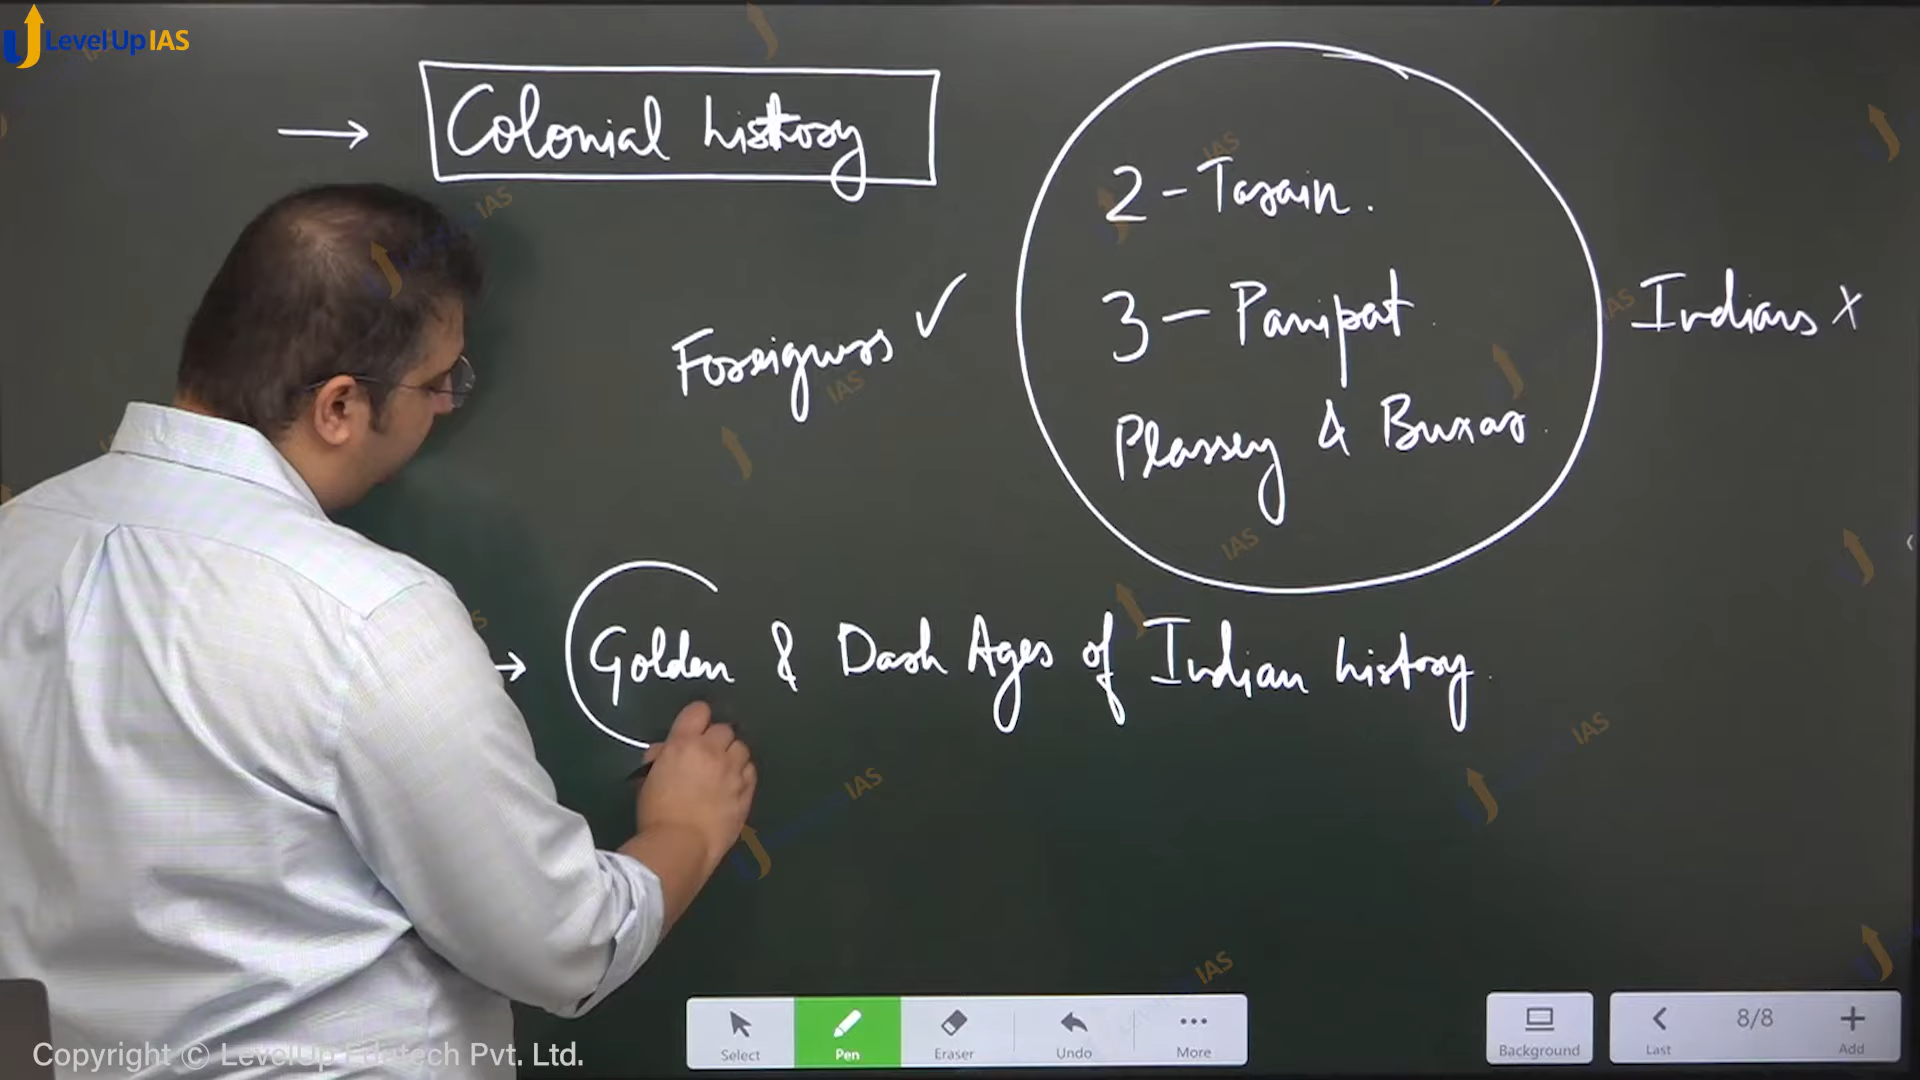 LevelUp IAS
→ Colonial history
2 - Tarain.
3 - Panipat.
Foreigners ✓
Indians X
Plassey & Buxar.
→ Golden & Dark Ages of Indian history.
Select
Pen
Eraser
Undo
More
Background
Last
8/8
Add
Copyright © LevelUp Edutech Pvt. Ltd.